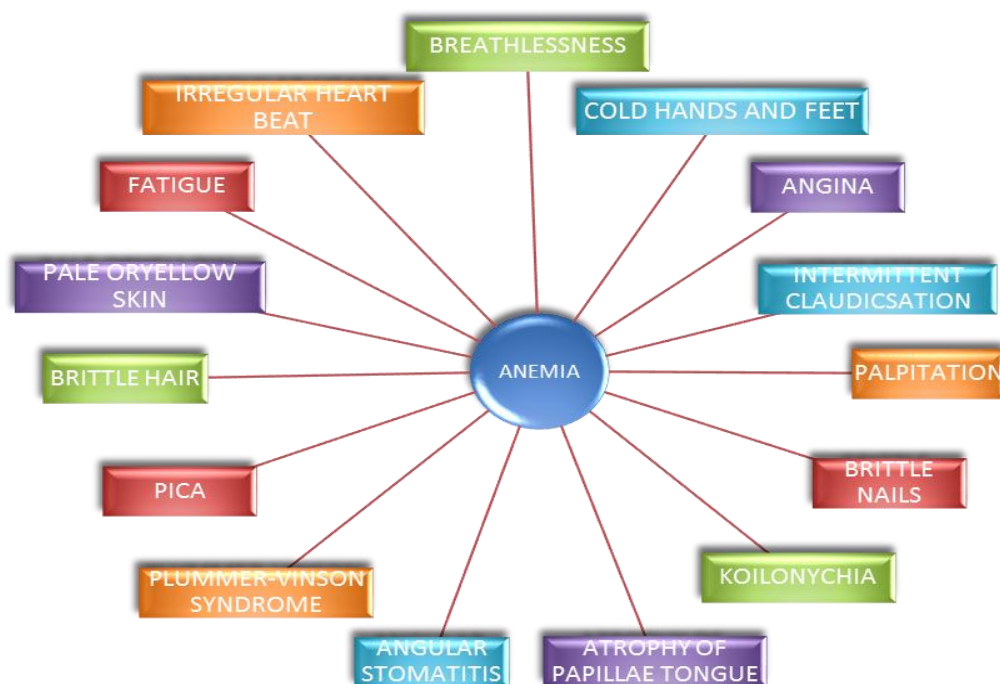 BREATHLESSNESS
IRREGULAR HEART
BEAT
COLD HANDS AND FEET
FATIGUE
ANGINA
PALE ORYELLOW
SKIN
INTERMITTENT
CLAUDICSATION
BRITTLE HAIR
ANEMIA
PALPITATION
PICA
BRITTLE
NAILS
PLUMMER-VINSON
SYNDROME
KOILONYCHIA
ANGULAR
STOMATITIS
ATROPHY OF
PAPILLAE TONGUE